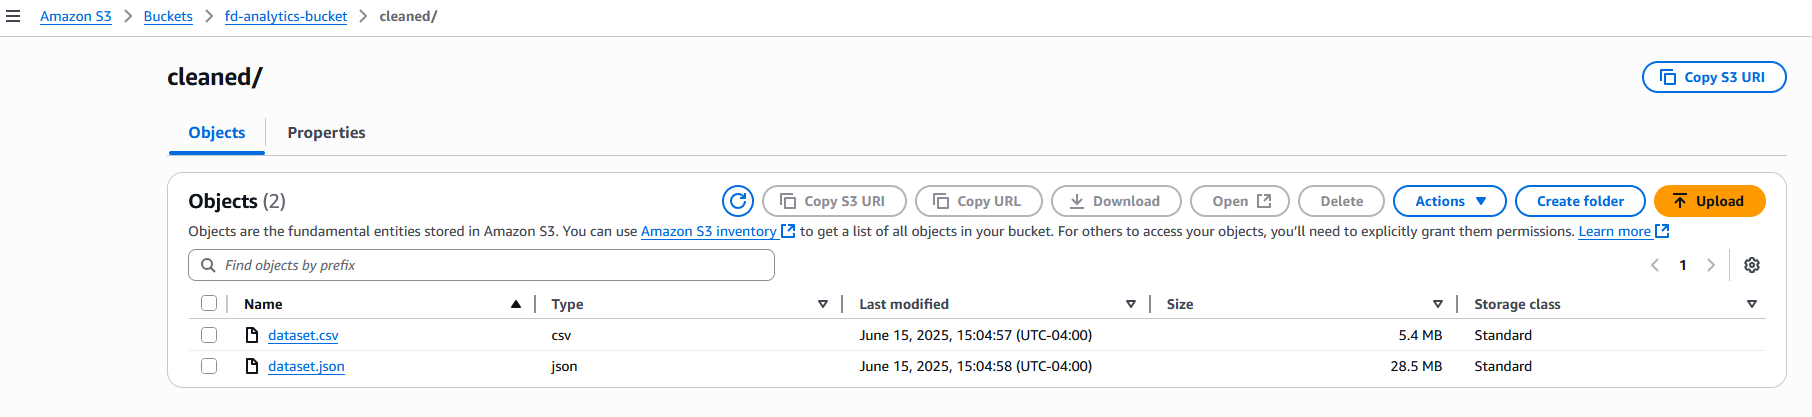 Amazon S3 > Buckets > fd-analytics-bucket > cleaned/
cleaned/
Copy S3 URI
Objects Properties
Objects (2)
Copy S3 URI Copy URL Download Open Delete Actions Create folder Upload
Objects are the fundamental entities stored in Amazon S3. You can use Amazon S3 inventory to get a list of all objects in your bucket. For others to access your objects, you’ll need to explicitly grant them permissions. Learn more
Find objects by prefix
1
Name Type Last modified Size Storage class
dataset.csv csv June 15, 2025, 15:04:57 (UTC-04:00) 5.4 MB Standard
dataset.json json June 15, 2025, 15:04:58 (UTC-04:00) 28.5 MB Standard